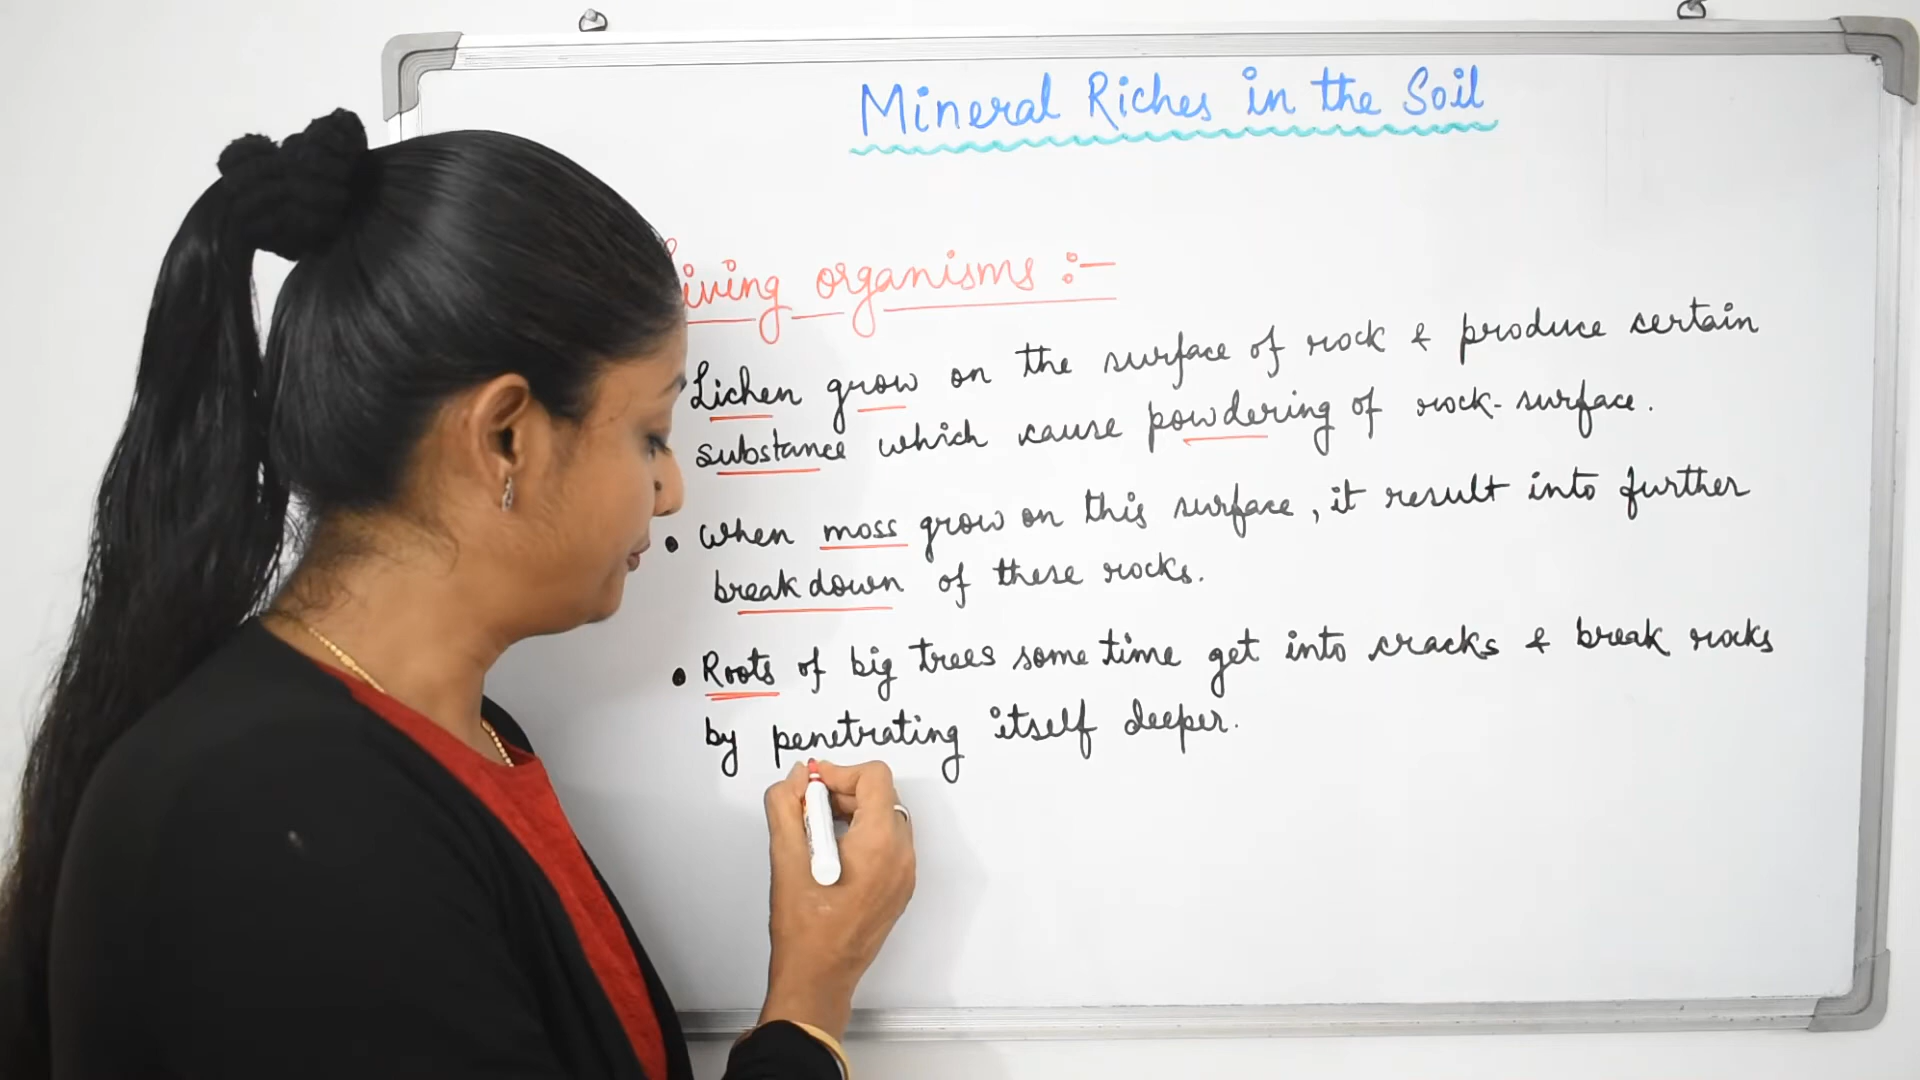 Mineral Riches in the Soil
Living organisms :-
Lichen grow on the surface of rock & produce certain
substance which cause powdering of rock-surface.
• When moss grow on this surface, it result into further
breakdown of these rocks.
• Roots of big trees some time get into cracks & break rocks
by penetrating itself deeper.